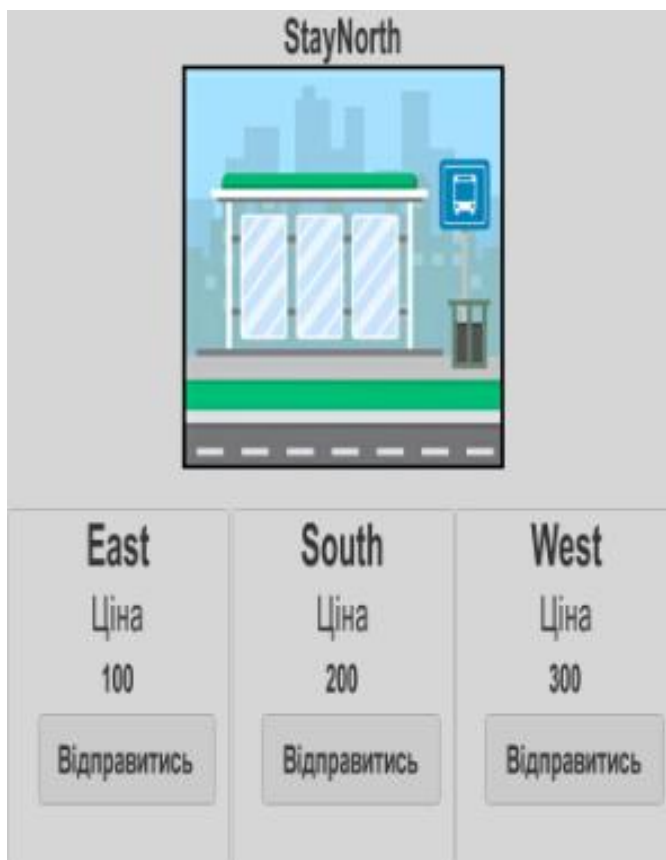 StayNorth
East
Ціна
100
Відправитись
South
Ціна
200
Відправитись
West
Ціна
300
Відправитись